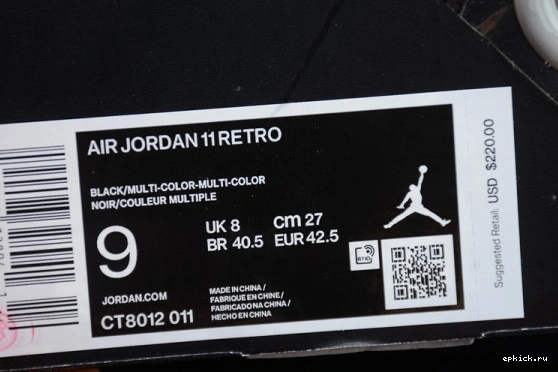 AIR JORDAN 11 RETRO
BLACK/MULTI-COLOR-MULTI-COLOR
NOIR/COULEUR MULTIPLE
9
UK 8
cm 27
BR 40.5
EUR 42.5
RFID
JORDAN.COM
CT8012 011
MADE IN CHINA/
FABRIQUE EN CHINE/
FABRICADO NA CHINA/
HECHO EN CHINA
Suggested Retail: USD $220.00
epkick.ru